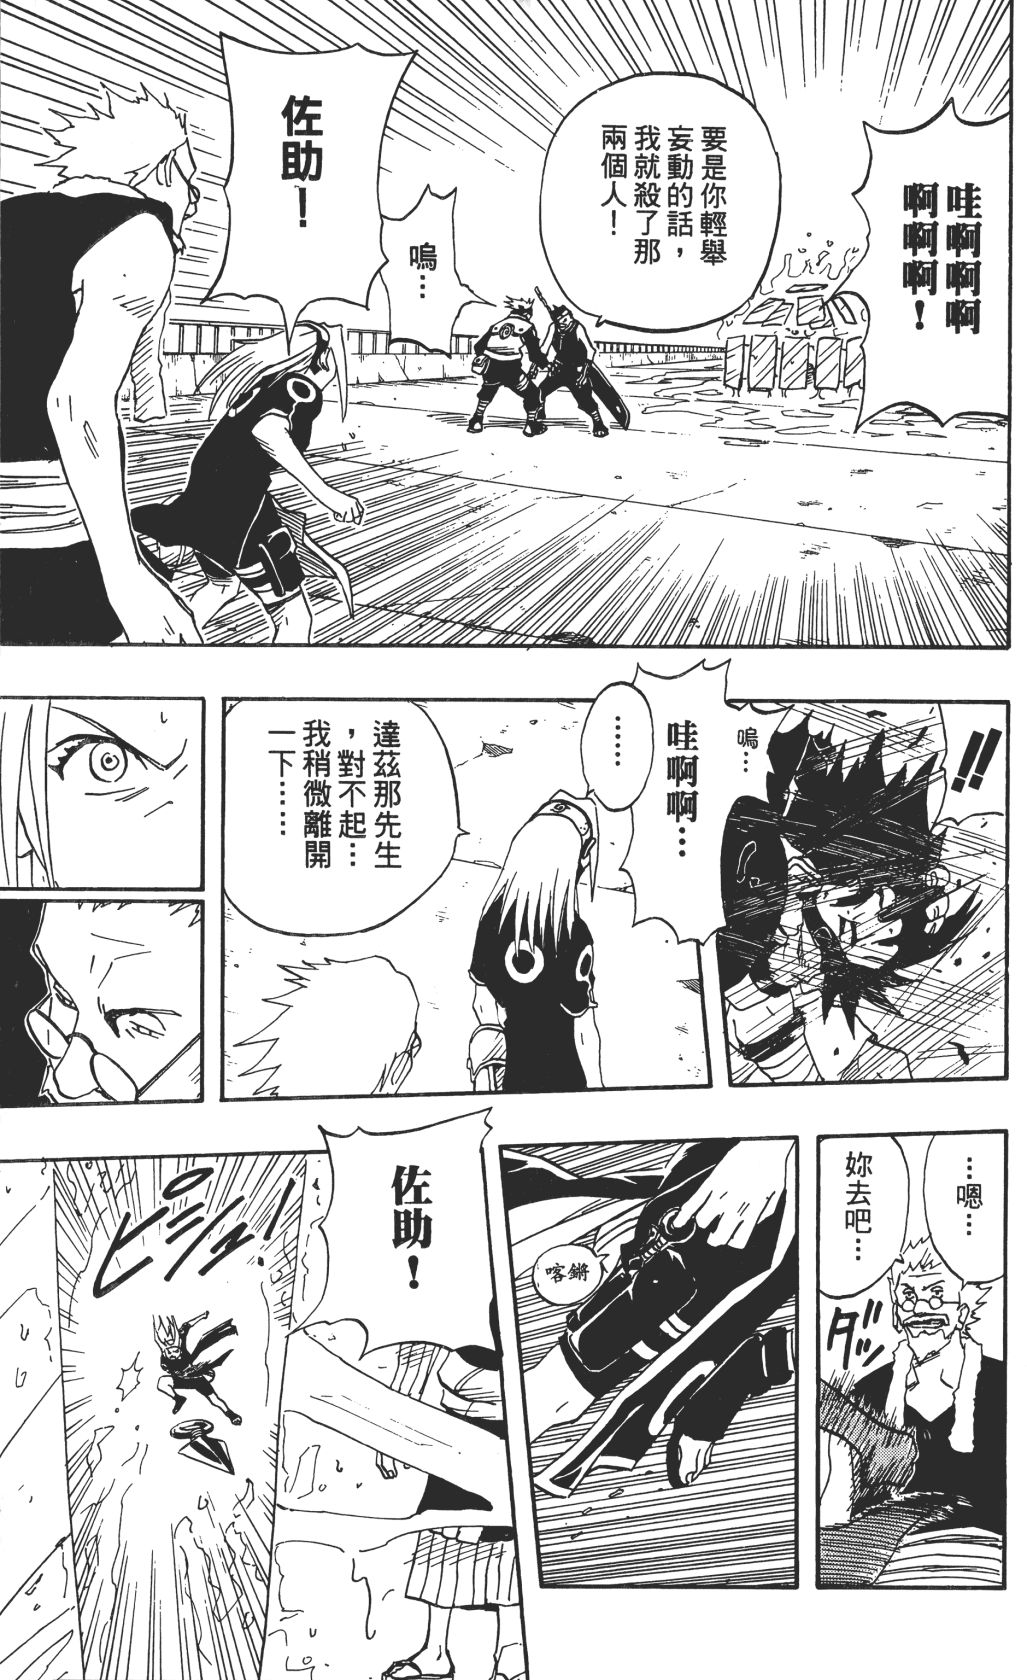 哇啊啊啊
啊啊啊！
要是你輕舉
妄動的話，
我就殺了那
兩個人！
嗚…
佐助！
!!
嗚…
哇啊啊…
……
達茲那先生
，對不起…
我稍微離開
一下……
…嗯…
妳去吧…
ダッ
喀鏘
佐助！
ピシュ!